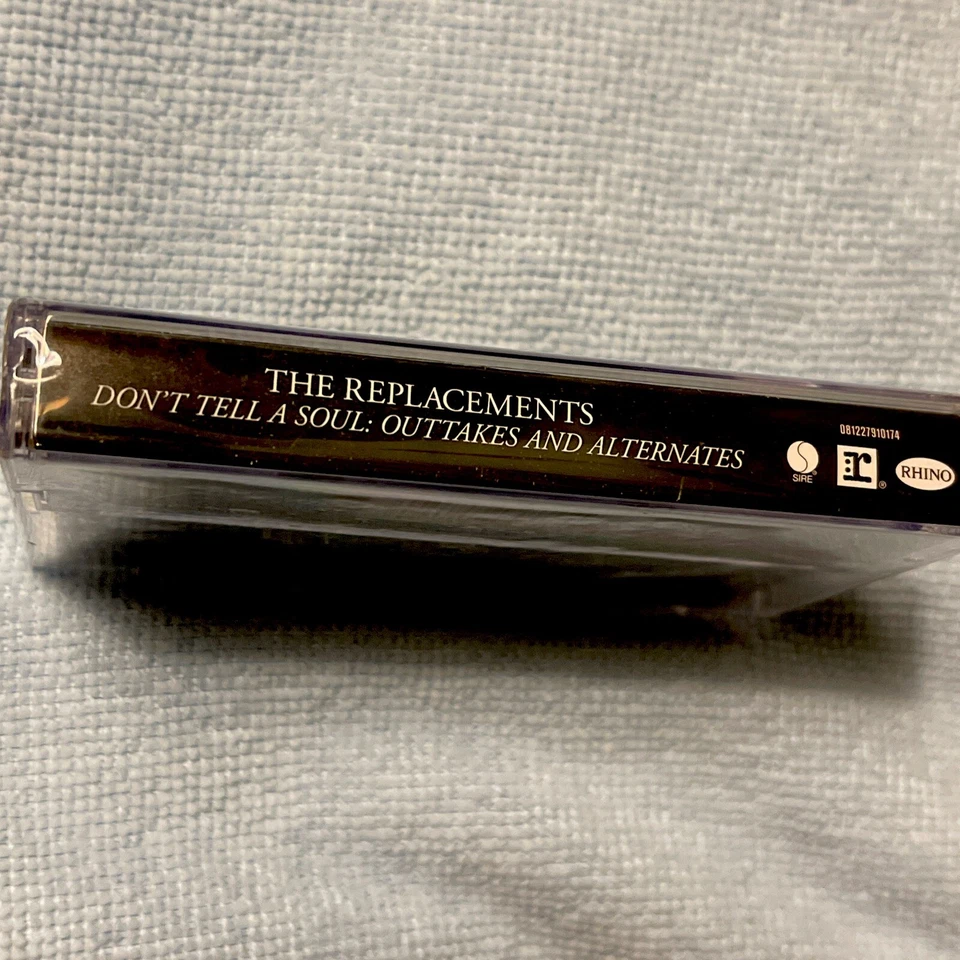 THE REPLACEMENTS
DON'T TELL A SOUL: OUTTAKES AND ALTERNATES
081227910174
SIRE®
r®
RHINO